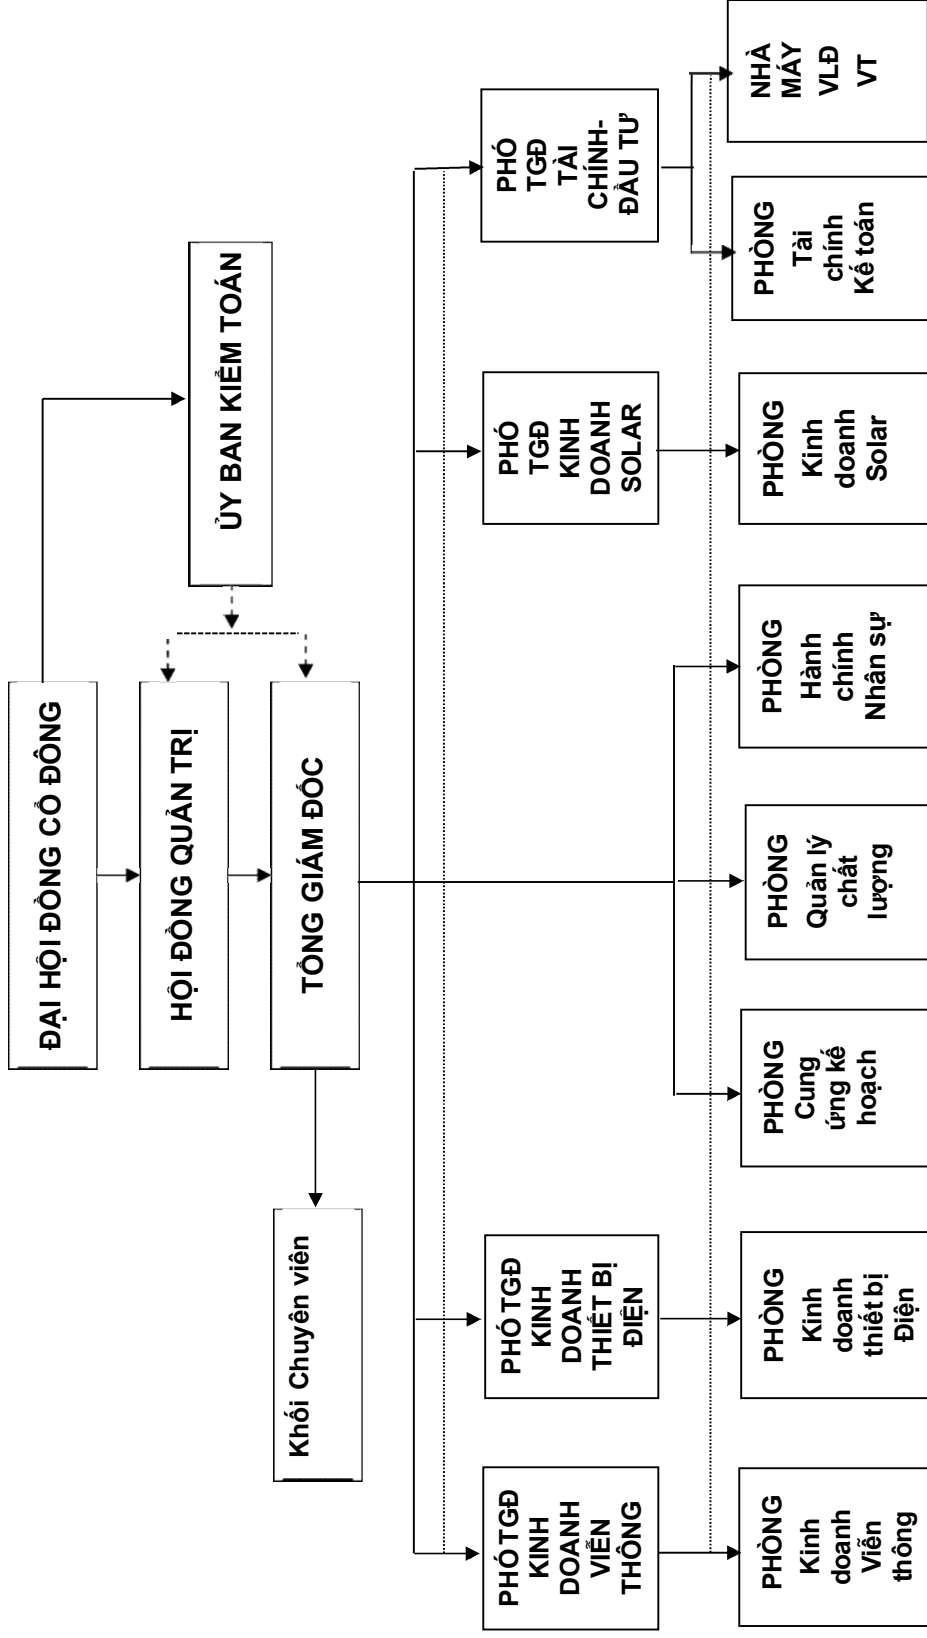 ĐẠI HỘI ĐỒNG CỔ ĐÔNG
HỘI ĐỒNG QUẢN TRỊ
ỦY BAN KIỂM TOÁN
TỔNG GIÁM ĐỐC
Khối Chuyên viên
PHÓ TGĐ
KINH
DOANH
VIỄN
THÔNG
PHÓ TGĐ
KINH
DOANH
THIẾT BỊ
ĐIỆN
PHÓ
TGĐ
KINH
DOANH
SOLAR
PHÓ
TGĐ
TÀI
CHÍNH-
ĐẦU TƯ
PHÒNG
Kinh
doanh
Viễn
thông
PHÒNG
Kinh
doanh
thiết bị
Điện
PHÒNG
Cung
ứng kế
hoạch
PHÒNG
Quản lý
chất
lượng
PHÒNG
Hành
chính
Nhân sự
PHÒNG
Kinh
doanh
Solar
PHÒNG
Tài
chính
Kế toán
NHÀ
MÁY
VLĐ
VT